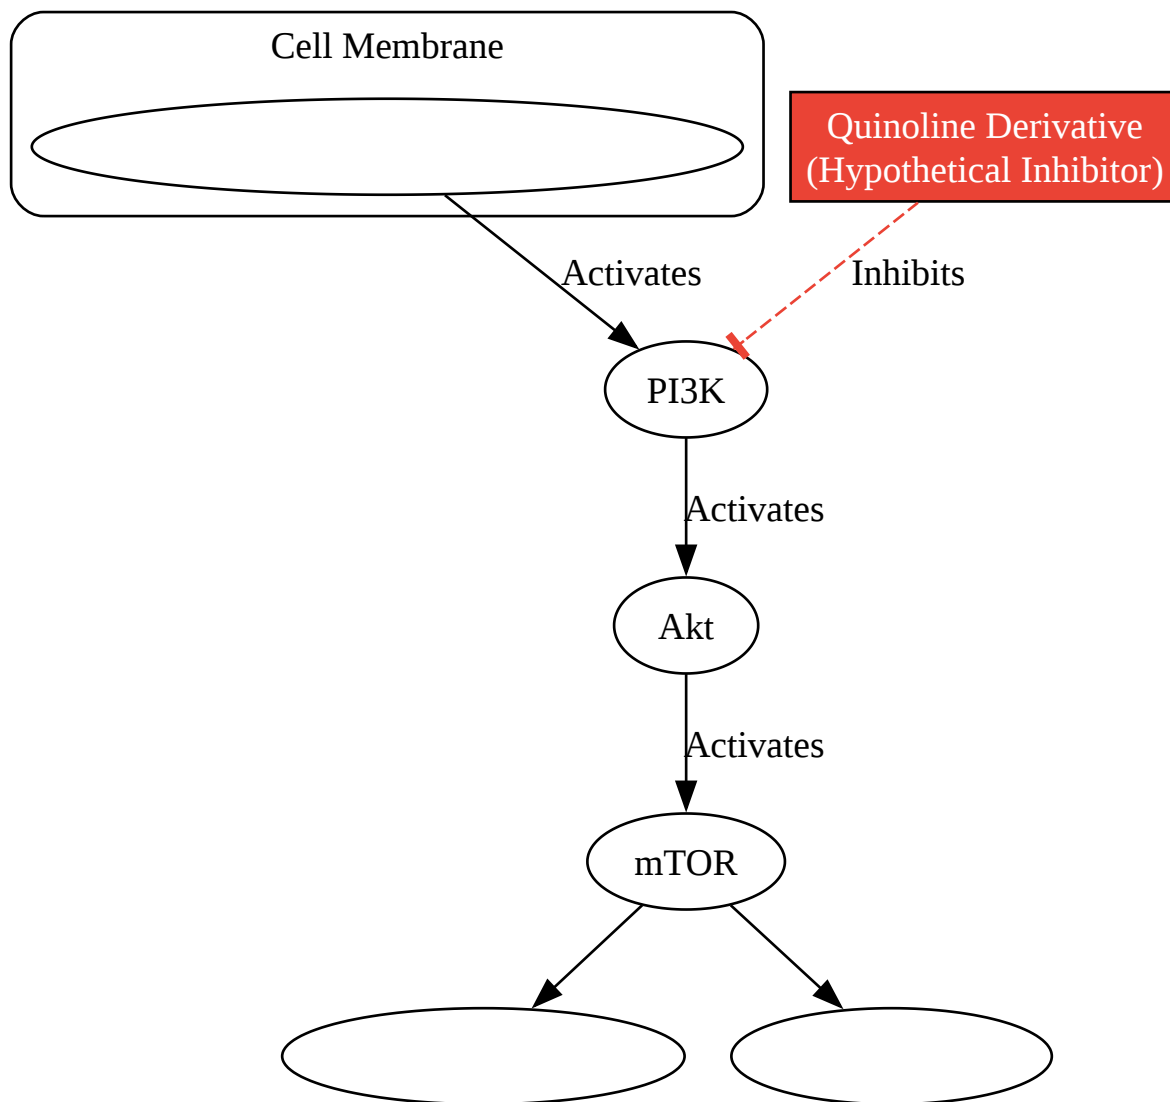 Cell Membrane
Quinoline Derivative
(Hypothetical Inhibitor)
Activates
Inhibits
PI3K
Activates
Akt
Activates
mTOR